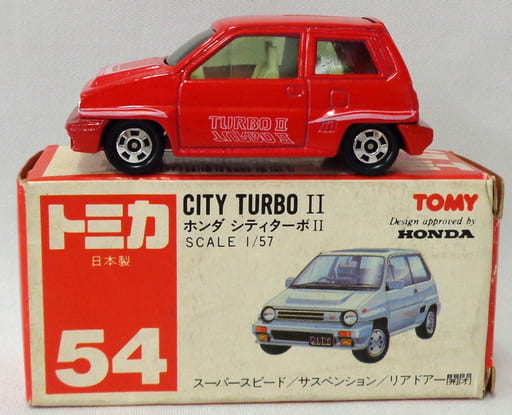 TURBO II
TURBO II
トミカ
日本製
54
CITY TURBO II
ホンダ シティターボII
SCALE 1/57
TOMY
Design approved by
HONDA
スーパースピード/サスペンション/リアドアー開閉